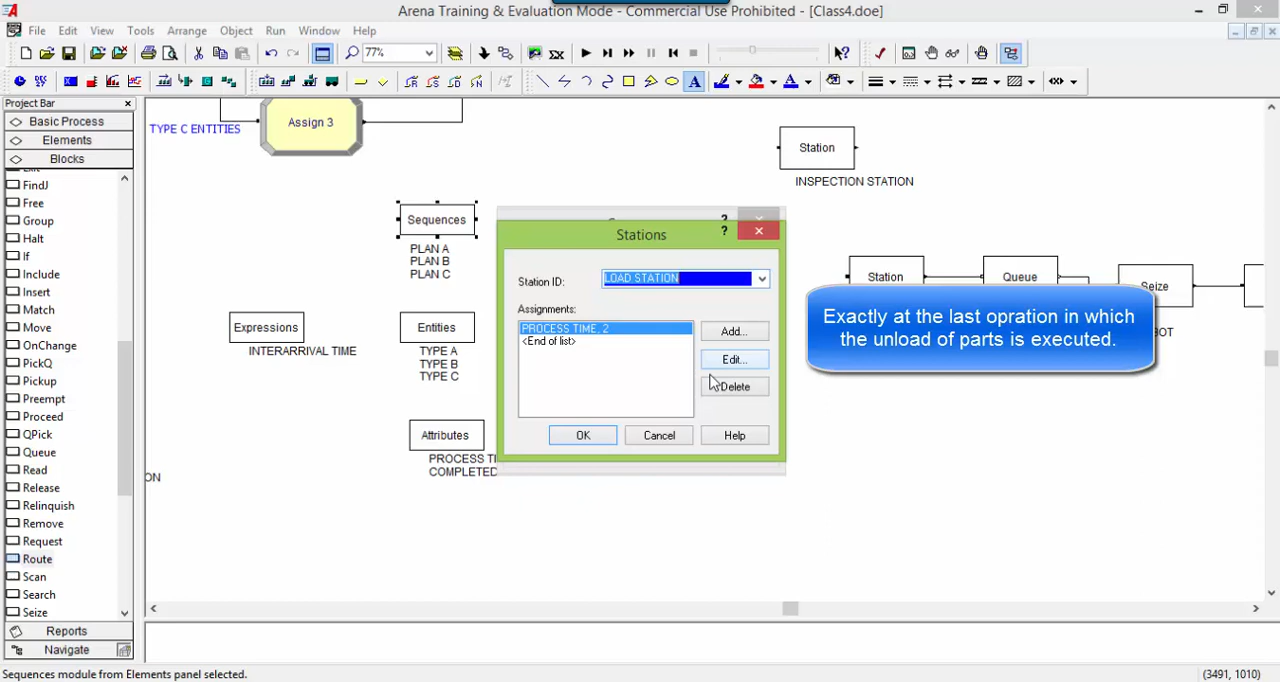 Arena Training & Evaluation Mode - Commercial Use Prohibited - [Class4.doe]
File Edit View Tools Arrange Object Run Window Help
77%
Project Bar
Basic Process
Elements
Blocks
FindJ
Free
Group
Halt
If
Include
Insert
Match
Move
OnChange
PickQ
Pickup
Preempt
Proceed
QPick
Queue
Read
Release
Relinquish
Remove
Request
Route
Scan
Search
Seize
Reports
Navigate
TYPE C ENTITIES
Assign 3
Station
INSPECTION STATION
Sequences
PLAN A
PLAN B
PLAN C
Expressions
INTERARRIVAL TIME
Entities
TYPE A
TYPE B
TYPE C
Attributes
PROCESS TI
COMPLETED
ON
Stations
?
Station ID:
LOAD STATION
Assignments:
PROCESS TIME, 2
<End of list>
Add...
Edit...
Delete
OK
Cancel
Help
Station
Queue
Seize
OT
Exactly at the last opration in which
the unload of parts is executed.
Sequences module from Elements panel selected.
(3491, 1010)